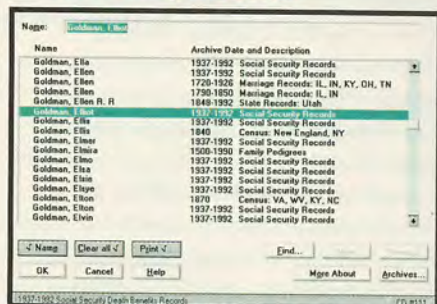 Name: Goldman, Elliot
Name Archive Date and Description
Goldman, Ella 1937-1992 Social Security Records
Goldman, Ellen 1937-1992 Social Security Records
Goldman, Ellen 1720-1926 Marriage Records: IL, IN, KY, OH, TN
Goldman, Ellen 1790-1850 Marriage Records: IL, IN
Goldman, Ellen R. R 1848-1992 State Records: Utah
Goldman, Elliot 1937-1992 Social Security Records
Goldman, Ellis 1937-1992 Social Security Records
Goldman, Ellis 1840 Census: New England, NY
Goldman, Elmer 1937-1992 Social Security Records
Goldman, Elmira 1500-1990 Family Pedigrees
Goldman, Elmo 1937-1992 Social Security Records
Goldman, Elsa 1937-1992 Social Security Records
Goldman, Elsie 1937-1992 Social Security Records
Goldman, Elsye 1937-1992 Social Security Records
Goldman, Elton 1870 Census: VA, WV, KY, NC
Goldman, Elton 1937-1992 Social Security Records
Goldman, Elvin 1937-1992 Social Security Records
√ Name Clear all √ Print √ Find...
OK Cancel Help More About Archives...
1937-1992 Social Security Death Benefits Records CD #111